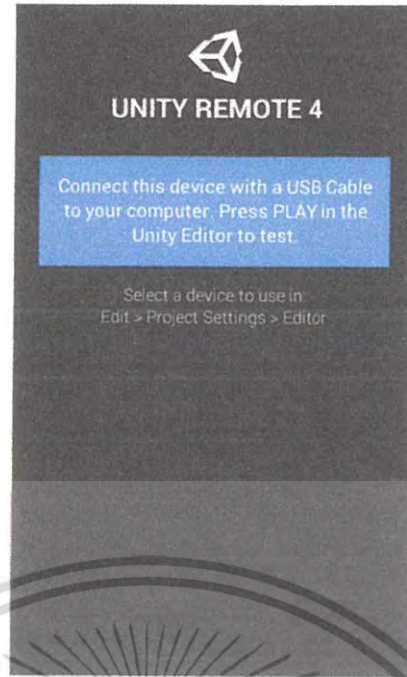 UNITY REMOTE 4
Connect this device with a USB Cable
to your computer. Press PLAY in the
Unity Editor to test.
Select a device to use in:
Edit > Project Settings > Editor